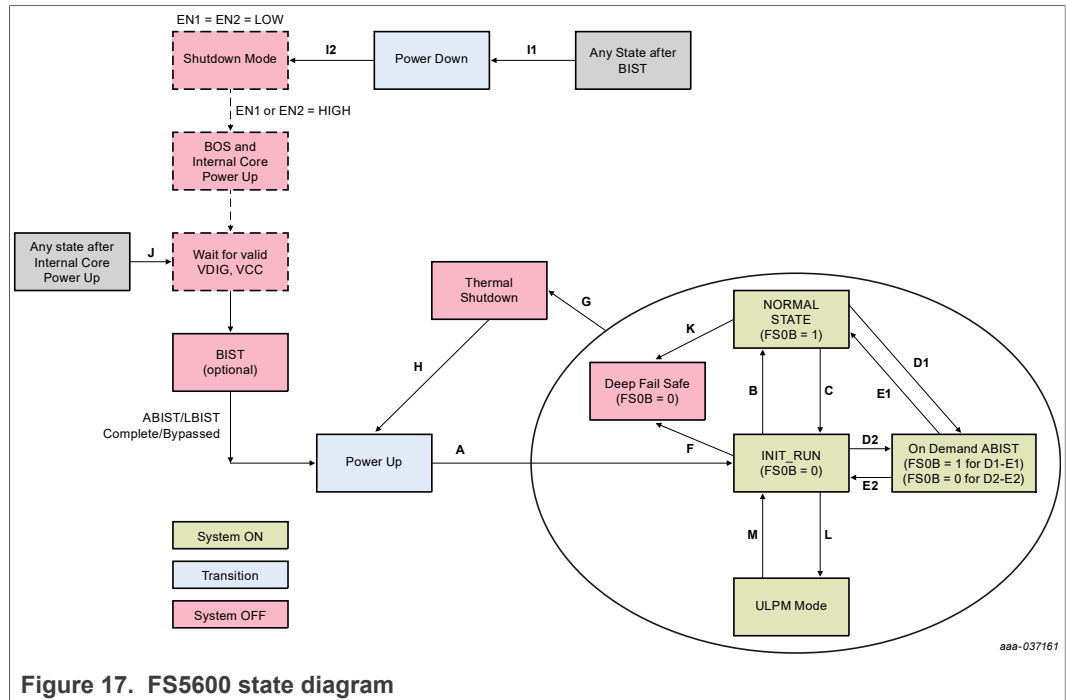 EN1 = EN2 = LOW
Shutdown Mode
I2
Power Down
I1
Any State after
BIST
EN1 or EN2 = HIGH
BOS and
Internal Core
Power Up
Any state after
Internal Core
Power Up
J
Wait for valid
VDIG, VCC
Thermal
Shutdown
G
NORMAL
STATE
(FS0B = 1)
K
D1
E1
BIST
(optional)
H
Deep Fail Safe
(FS0B = 0)
B
C
ABIST/LBIST
Complete/Bypassed
Power Up
A
F
INIT_RUN
(FS0B = 0)
D2
E2
On Demand ABIST
(FS0B = 1 for D1-E1)
(FS0B = 0 for D2-E2)
M
L
System ON
Transition
System OFF
ULPM Mode
aaa-037161
Figure 17. FS5600 state diagram